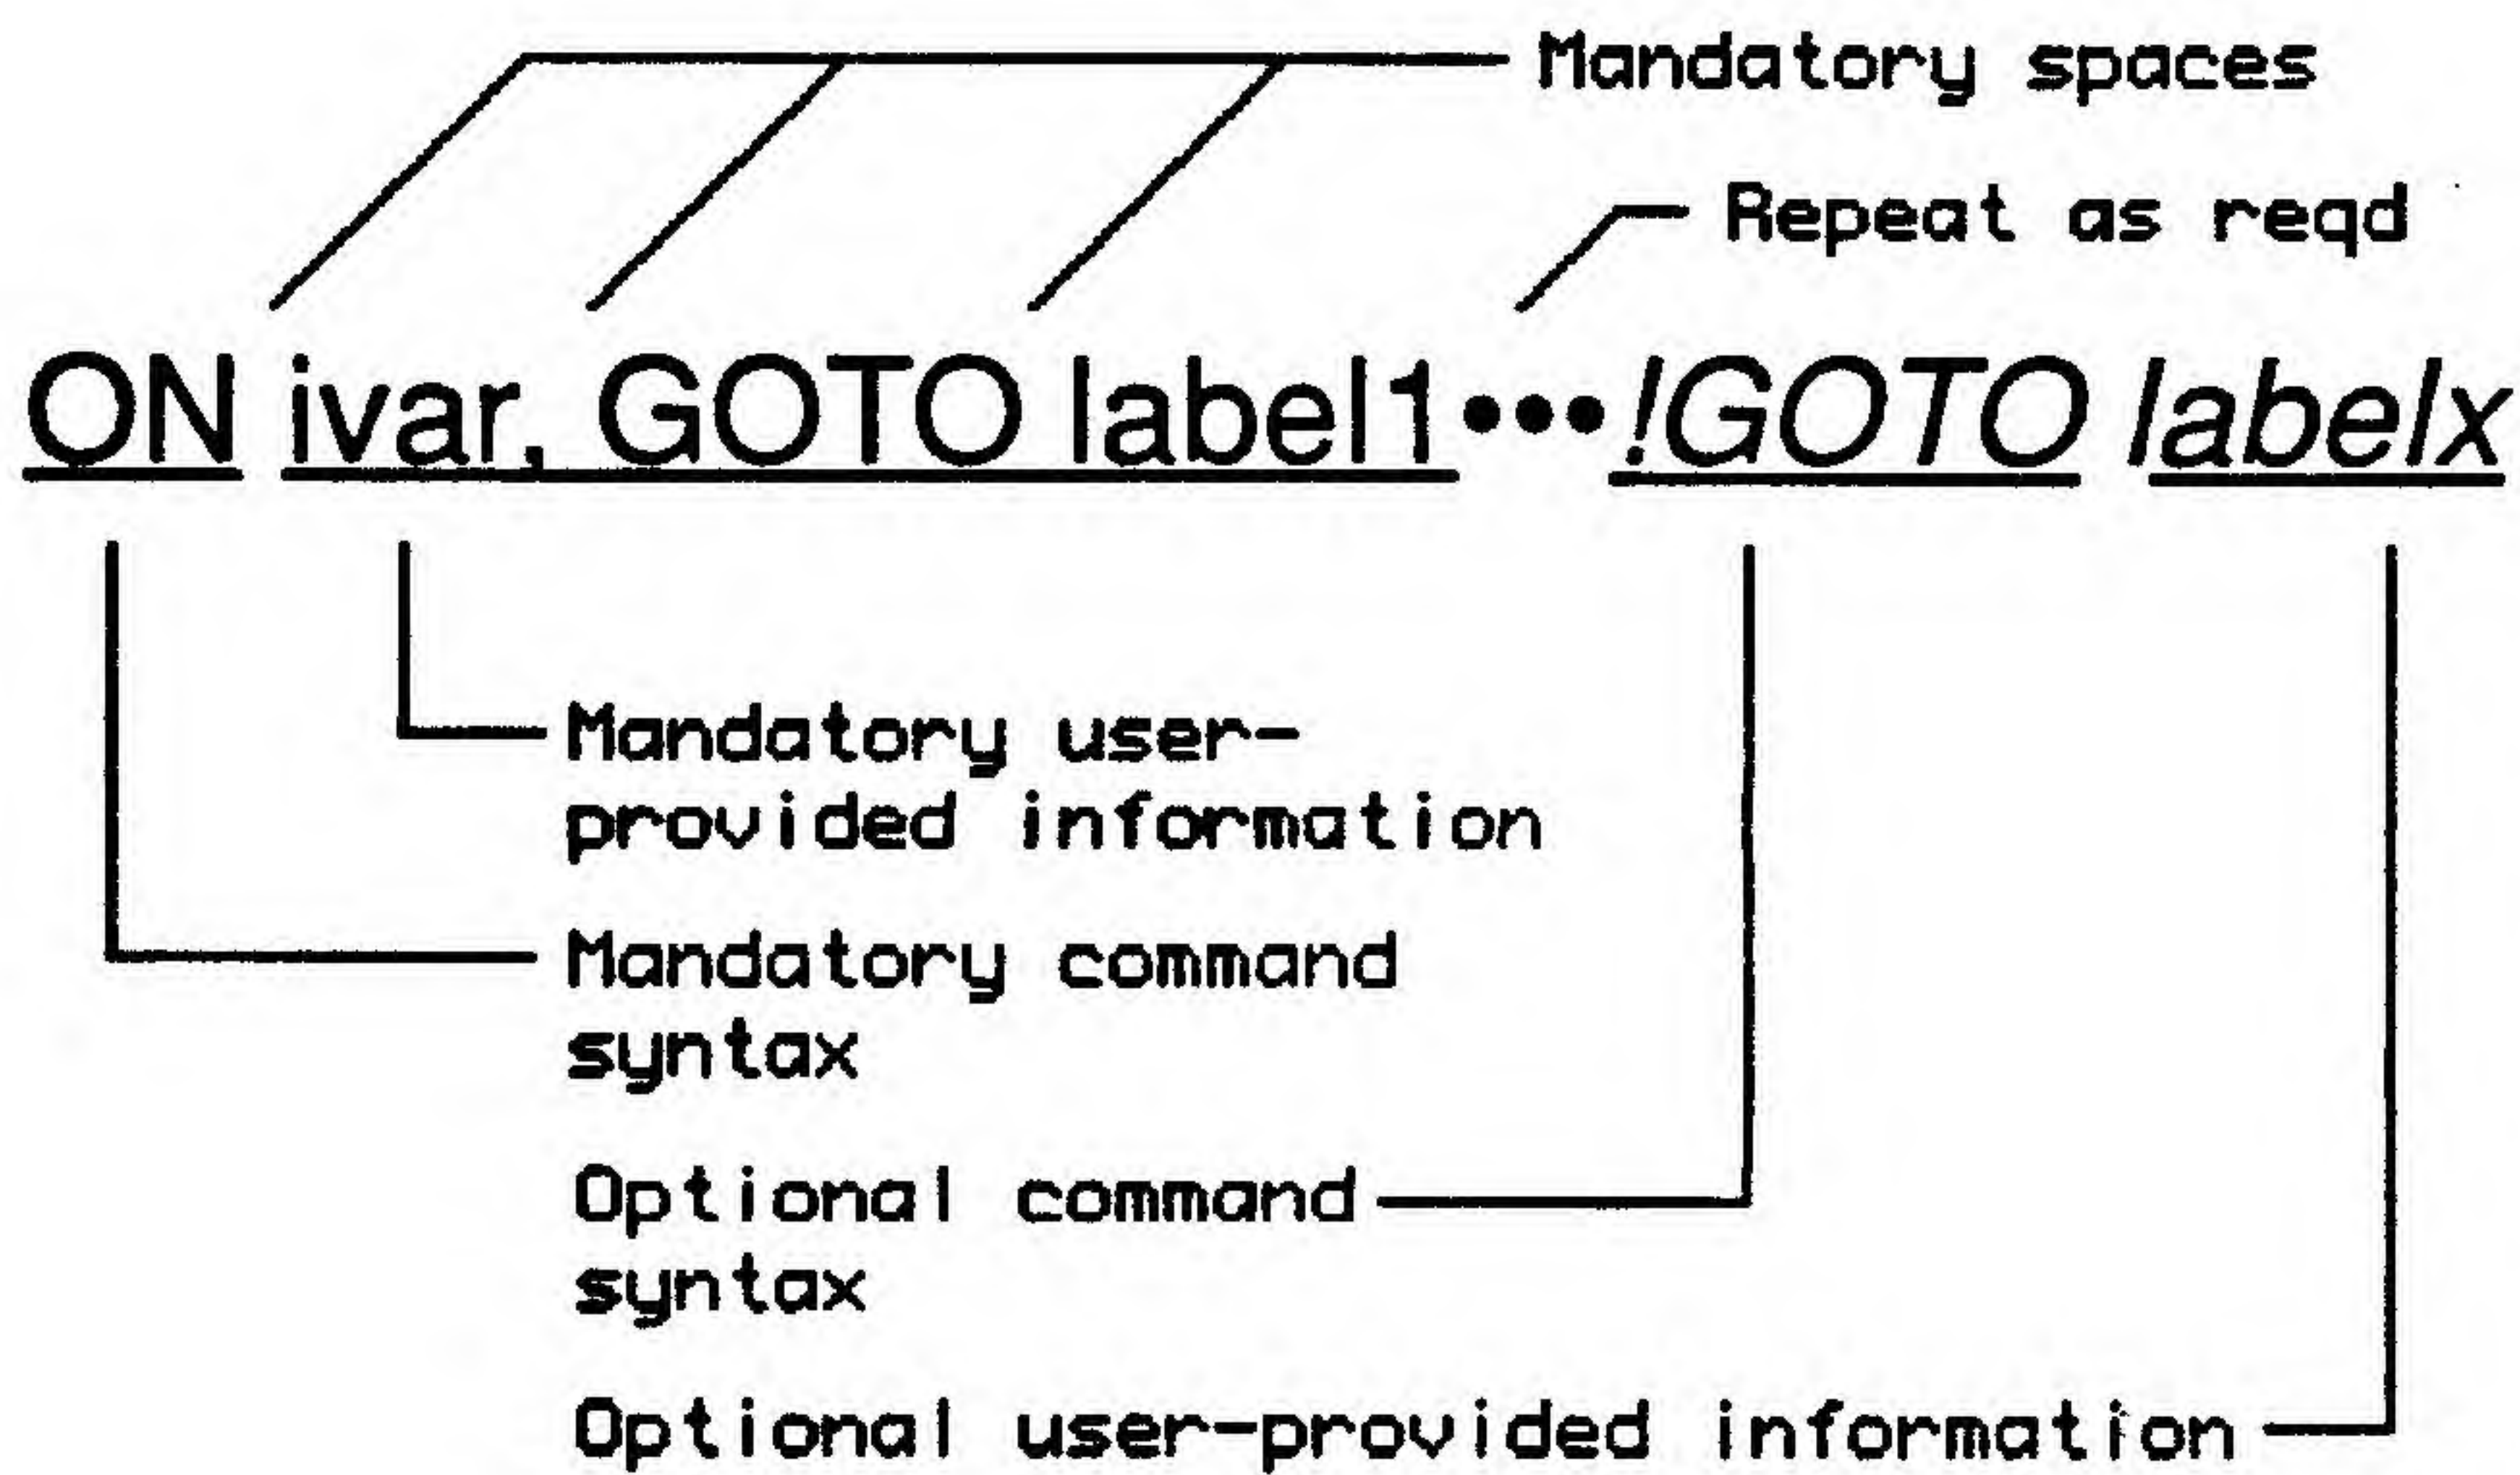 Mandatory spaces
Repeat as reqd
ON ivar, GOTO label1•••!GOTO labelx
Mandatory user-
provided information
Mandatory command
syntax
Optional command
syntax
Optional user-provided information